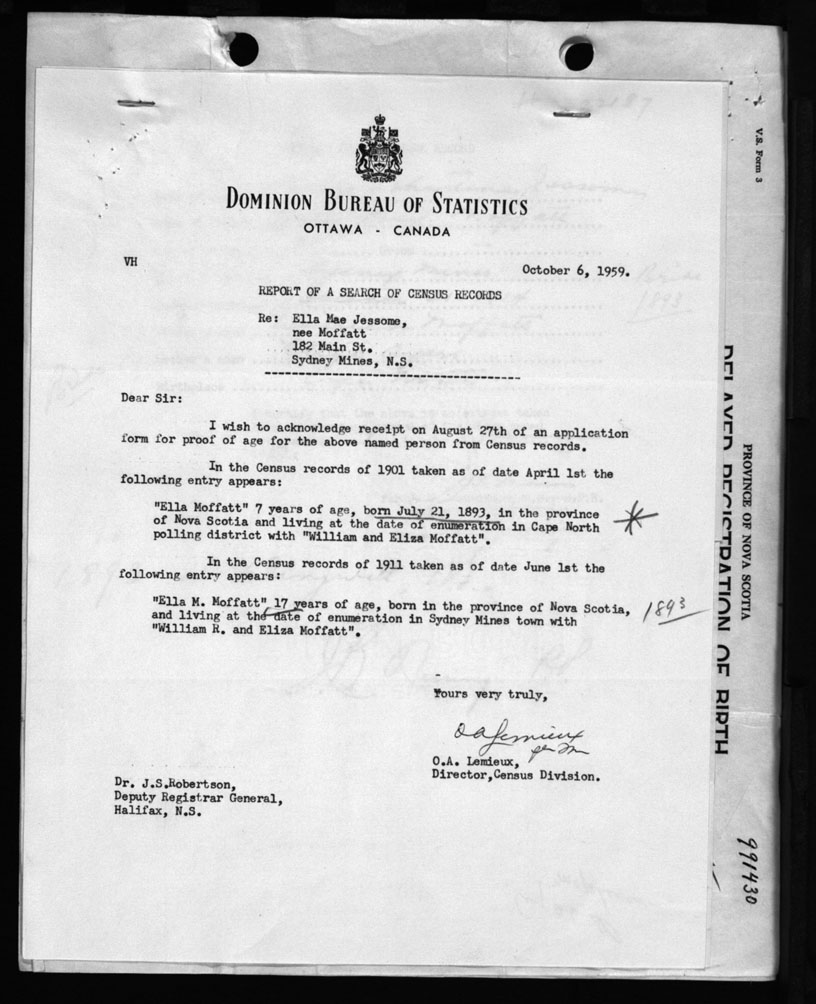 DOMINION BUREAU OF STATISTICS
OTTAWA - CANADA
VH
October 6, 1959.
REPORT OF A SEARCH OF CENSUS RECORDS
Re: Ella Mae Jessome,
nee Moffatt
182 Main St.
Sydney Mines, N.S.
Dear Sir:
I wish to acknowledge receipt on August 27th of an application
form for proof of age for the above named person from Census records.
In the Census records of 1901 taken as of date April 1st the
following entry appears:
"Ella Moffatt" 7 years of age, born July 21, 1893, in the province
of Nova Scotia and living at the date of enumeration in Cape North
polling district with "William and Eliza Moffatt".
In the Census records of 1911 taken as of date June 1st the
following entry appears:
"Ella M. Moffatt" 17 years of age, born in the province of Nova Scotia,
and living at the date of enumeration in Sydney Mines town with
"William R. and Eliza Moffatt".
1893
Yours very truly,
O A Lemieux
O.A. Lemieux,
Director, Census Division.
Dr. J.S.Robertson,
Deputy Registrar General,
Halifax, N.S.
V.S. Form 3
PROVINCE OF NOVA SCOTIA
DELAYED REGISTRATION OF BIRTH
991430